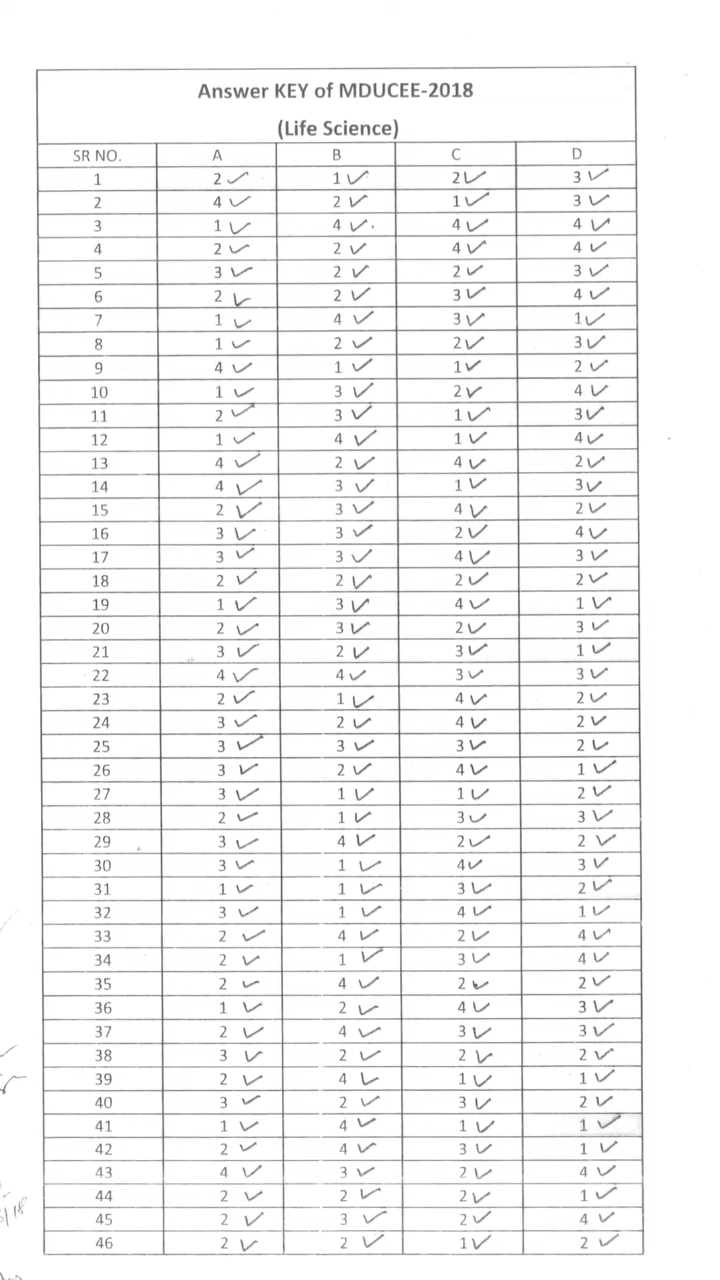 Answer KEY of MDUCEE-2018
(Life Science)
SR NO. A B C D
1 2 ✓ 1 ✓ 2 ✓ 3 ✓
2 4 ✓ 2 ✓ 1 ✓ 3 ✓
3 1 ✓ 4 ✓ 4 ✓ 4 ✓
4 2 ✓ 2 ✓ 4 ✓ 4 ✓
5 3 ✓ 2 ✓ 2 ✓ 3 ✓
6 2 ✓ 2 ✓ 3 ✓ 4 ✓
7 1 ✓ 4 ✓ 3 ✓ 1 ✓
8 1 ✓ 2 ✓ 2 ✓ 3 ✓
9 4 ✓ 1 ✓ 1 ✓ 2 ✓
10 1 ✓ 3 ✓ 2 ✓ 4 ✓
11 2 ✓ 3 ✓ 1 ✓ 3 ✓
12 1 ✓ 4 ✓ 1 ✓ 4 ✓
13 4 ✓ 2 ✓ 4 ✓ 2 ✓
14 4 ✓ 3 ✓ 1 ✓ 3 ✓
15 2 ✓ 3 ✓ 4 ✓ 2 ✓
16 3 ✓ 3 ✓ 2 ✓ 4 ✓
17 3 ✓ 3 ✓ 4 ✓ 3 ✓
18 2 ✓ 2 ✓ 2 ✓ 2 ✓
19 1 ✓ 3 ✓ 4 ✓ 1 ✓
20 2 ✓ 3 ✓ 2 ✓ 3 ✓
21 3 ✓ 2 ✓ 3 ✓ 1 ✓
22 4 ✓ 4 ✓ 3 ✓ 3 ✓
23 2 ✓ 1 ✓ 4 ✓ 2 ✓
24 3 ✓ 2 ✓ 4 ✓ 2 ✓
25 3 ✓ 3 ✓ 3 ✓ 2 ✓
26 3 ✓ 2 ✓ 4 ✓ 1 ✓
27 3 ✓ 1 ✓ 1 ✓ 2 ✓
28 2 ✓ 1 ✓ 3 ✓ 3 ✓
29 3 ✓ 4 ✓ 2 ✓ 2 ✓
30 3 ✓ 1 ✓ 4 ✓ 3 ✓
31 1 ✓ 1 ✓ 3 ✓ 2 ✓
32 3 ✓ 1 ✓ 4 ✓ 1 ✓
33 2 ✓ 4 ✓ 2 ✓ 4 ✓
34 2 ✓ 1 ✓ 3 ✓ 4 ✓
35 2 ✓ 4 ✓ 2 ✓ 2 ✓
36 1 ✓ 2 ✓ 4 ✓ 3 ✓
37 2 ✓ 4 ✓ 3 ✓ 3 ✓
38 3 ✓ 2 ✓ 2 ✓ 2 ✓
39 2 ✓ 4 ✓ 1 ✓ 1 ✓
40 3 ✓ 2 ✓ 3 ✓ 2 ✓
41 1 ✓ 4 ✓ 1 ✓ 1 ✓
42 2 ✓ 4 ✓ 3 ✓ 1 ✓
43 4 ✓ 3 ✓ 2 ✓ 4 ✓
44 2 ✓ 2 ✓ 2 ✓ 1 ✓
45 2 ✓ 3 ✓ 2 ✓ 4 ✓
46 2 ✓ 2 ✓ 1 ✓ 2 ✓